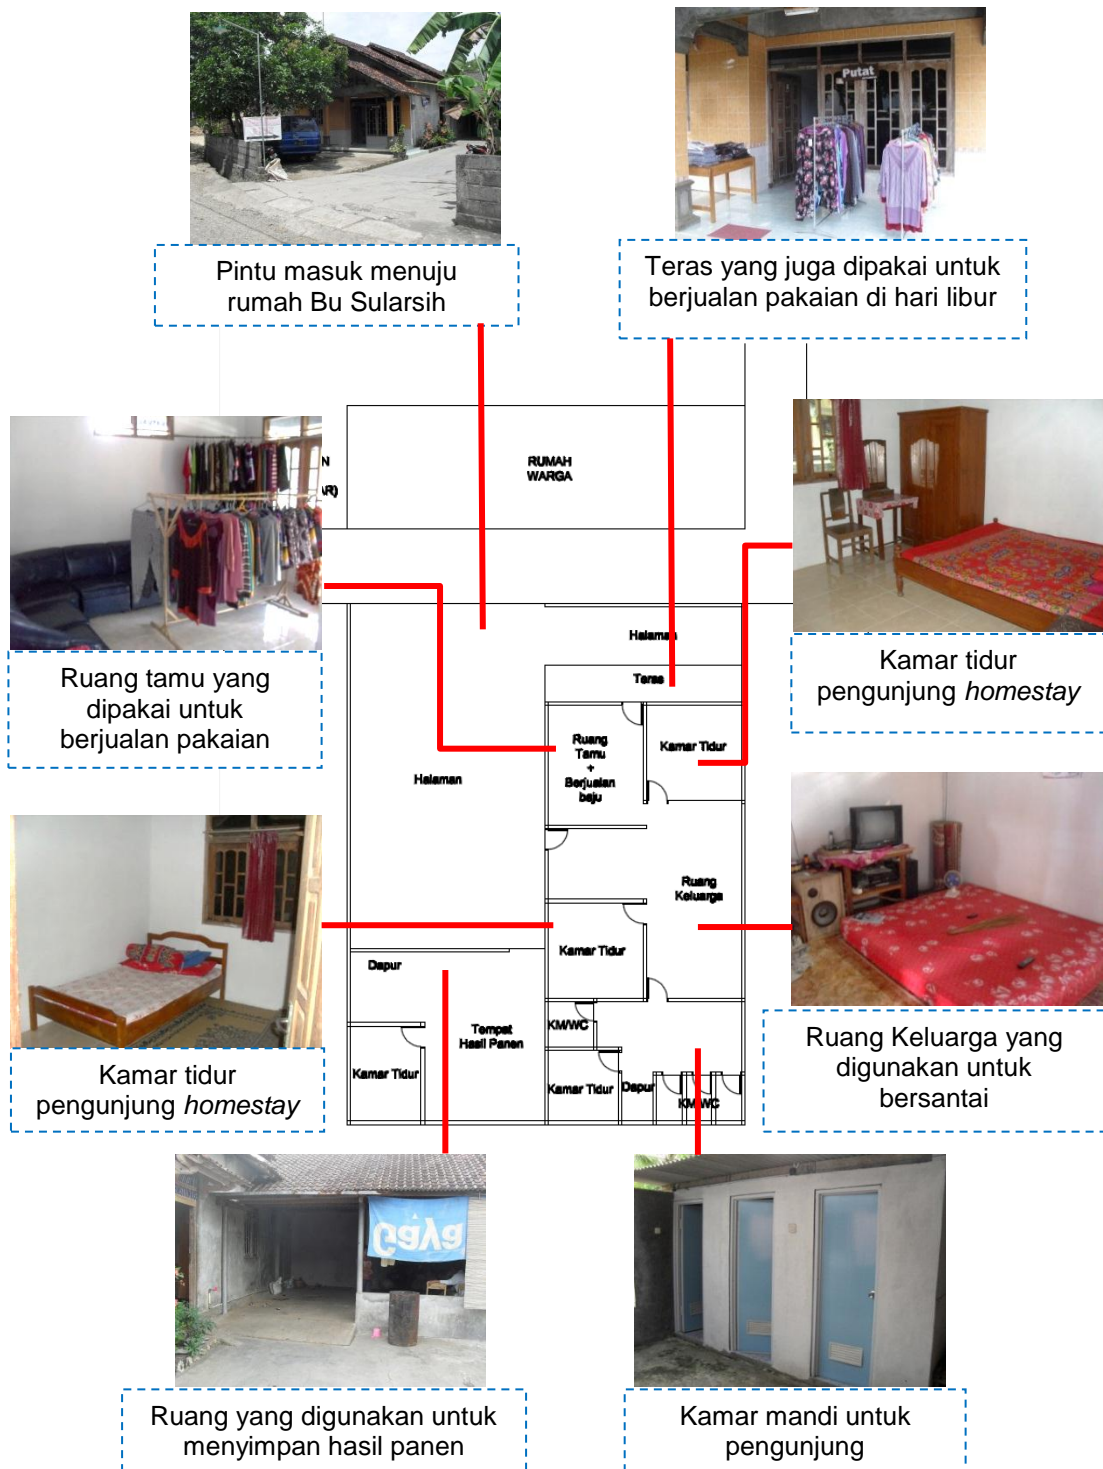 Putat
Pintu masuk menuju
rumah Bu Sularsih
Teras yang juga dipakai untuk
berjualan pakaian di hari libur
N
AR)
RUMAH
WARGA
Ruang tamu yang
dipakai untuk
berjualan pakaian
Kamar tidur
pengunjung homestay
Halaman
Teras
Ruang
Tamu
+
Berjualan
baju
Kamar Tidur
Halaman
Ruang
Keluarga
Kamar Tidur
Dapur
Tempat
Hasil Panen
KM/WC
Kamar Tidur
Kamar Tidur
Dapur
KM/WC
Kamar tidur
pengunjung homestay
Ruang Keluarga yang
digunakan untuk
bersantai
Gaya
Ruang yang digunakan untuk
menyimpan hasil panen
Kamar mandi untuk
pengunjung